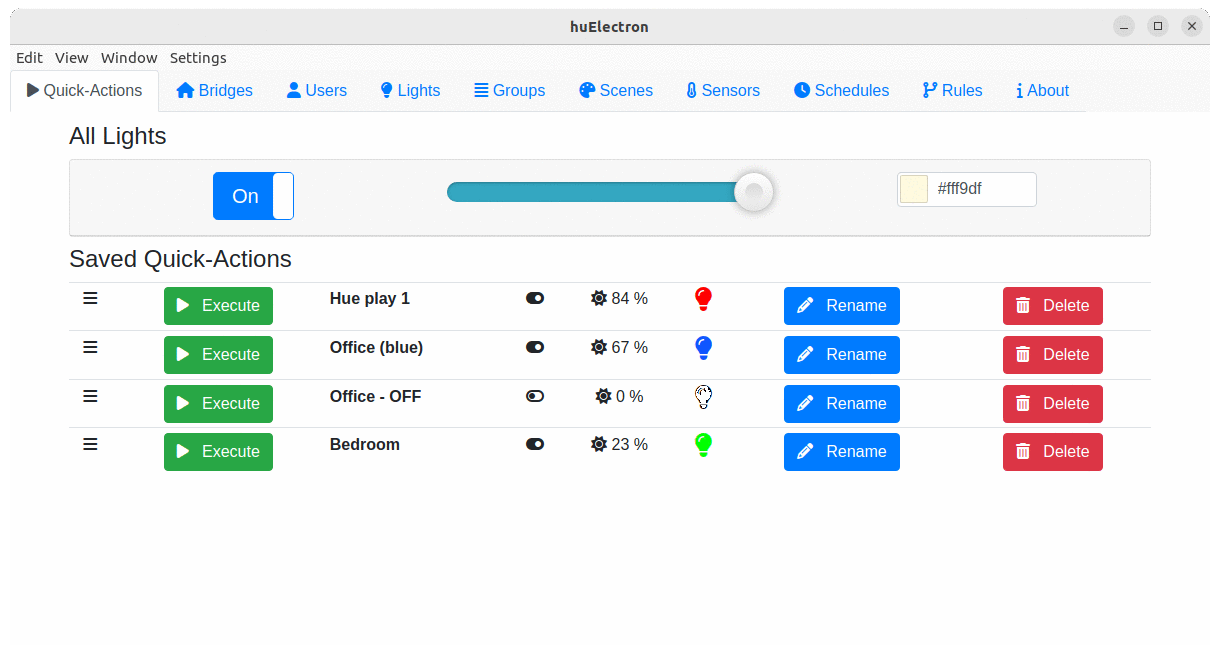 huElectron
Edit View Window Settings
Quick-Actions Bridges Users Lights Groups Scenes Sensors Schedules Rules About
All Lights
On #fff9df
Saved Quick-Actions
Execute Hue play 1 84 % Rename Delete
Execute Office (blue) 67 % Rename Delete
Execute Office - OFF 0 % Rename Delete
Execute Bedroom 23 % Rename Delete